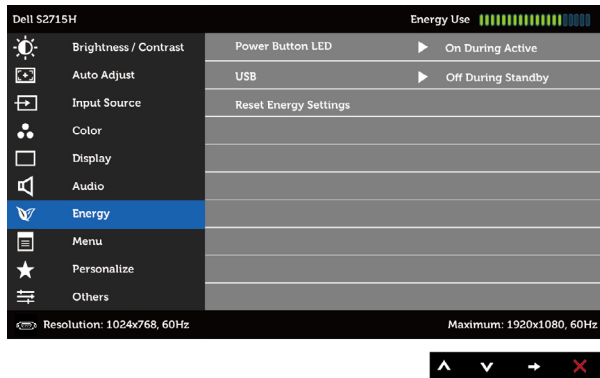 Dell S2715H
Energy Use
Brightness / Contrast
Power Button LED
On During Active
Auto Adjust
USB
Off During Standby
Input Source
Reset Energy Settings
Color
Display
Audio
Energy
Menu
Personalize
Others
Resolution: 1024x768, 60Hz
Maximum: 1920x1080, 60Hz